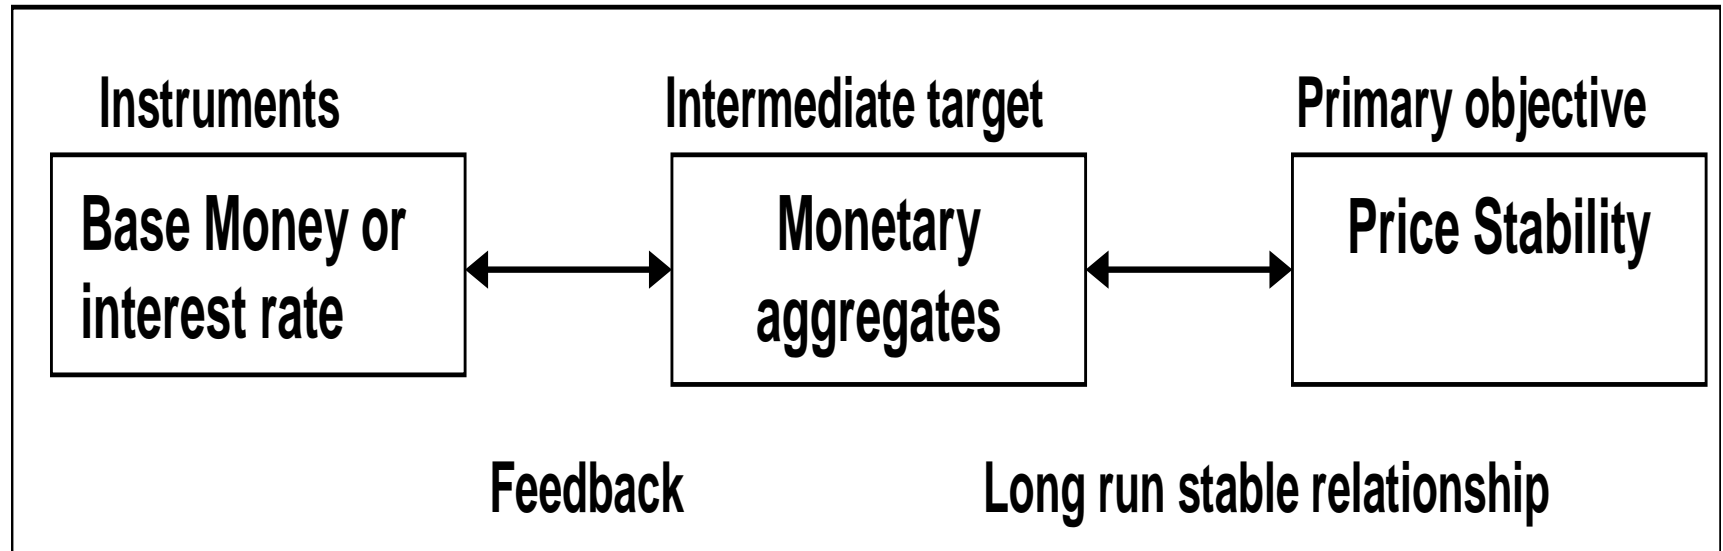 Instruments
Intermediate target
Primary objective
Base Money or
interest rate
Monetary
aggregates
Price Stability
Feedback
Long run stable relationship